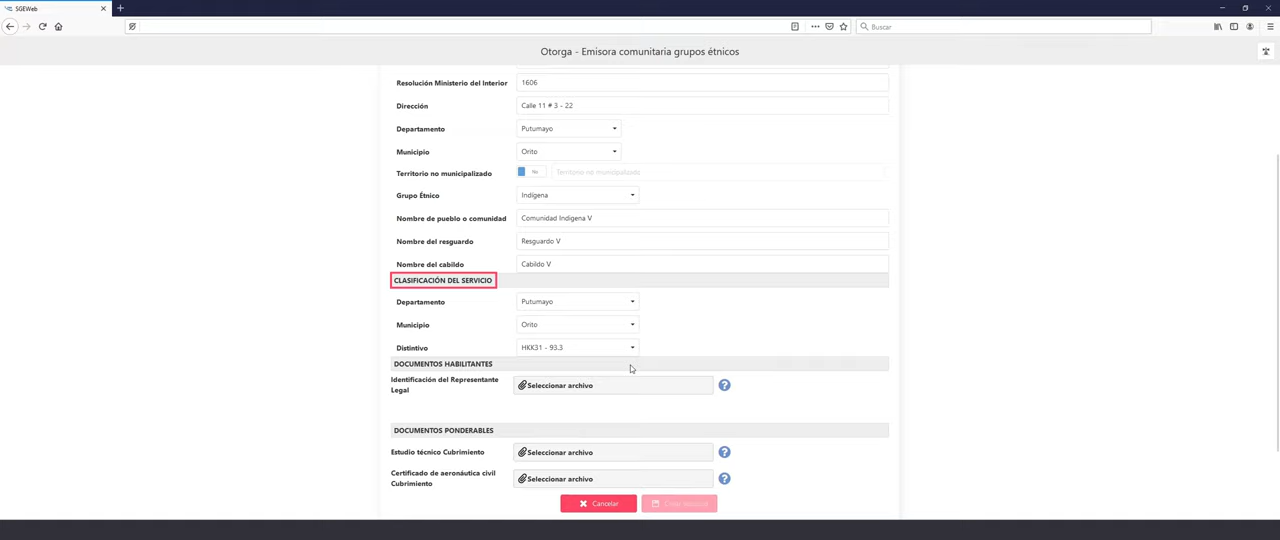 SGEWeb
Buscar
Otorga - Emisora comunitaria grupos étnicos
Resolución Ministerio del Interior 1606
Dirección Calle 11 # 3 - 22
Departamento Putumayo
Municipio Orito
Territorio no municipalizado No Territorio no municipalizado
Grupo Étnico Indígena
Nombre de pueblo o comunidad Comunidad Indigena V
Nombre del resguardo Resguardo V
Nombre del cabildo Cabildo V
CLASIFICACIÓN DEL SERVICIO
Departamento Putumayo
Municipio Orito
Distintivo HKK31 - 93.3
DOCUMENTOS HABILITANTES
Identificación del Representante
Legal
Seleccionar archivo
DOCUMENTOS PONDERABLES
Estudio técnico Cubrimiento Seleccionar archivo
Certificado de aeronáutica civil
Cubrimiento
Seleccionar archivo
Cancelar